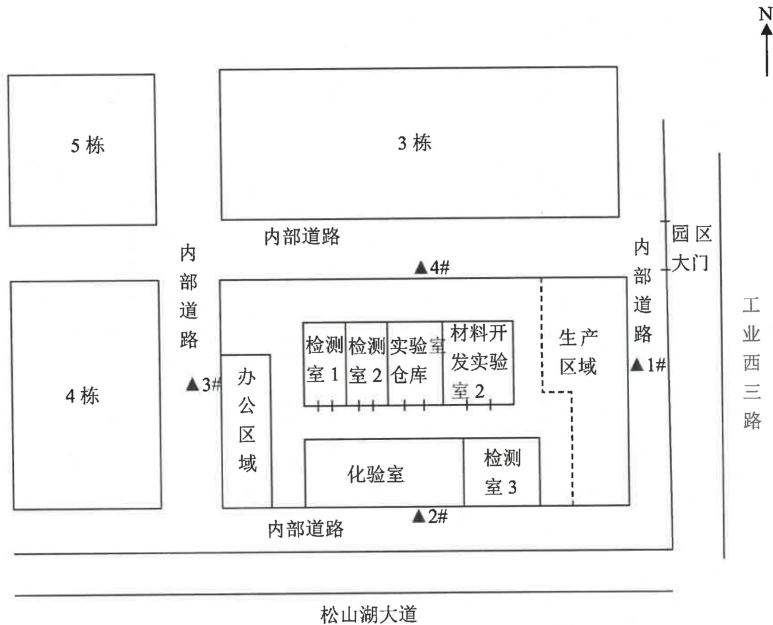 N
5 栋
3 栋
内部道路
园区
大门
内部道路
▲4#
内部道路
检测
室 1
检测
室 2
实验室
仓库
材料开
发实验
室 2
生产
区域
▲1#
工业西三路
4 栋
▲3#
办公区域
化验室
检测
室 3
▲2#
内部道路
松山湖大道